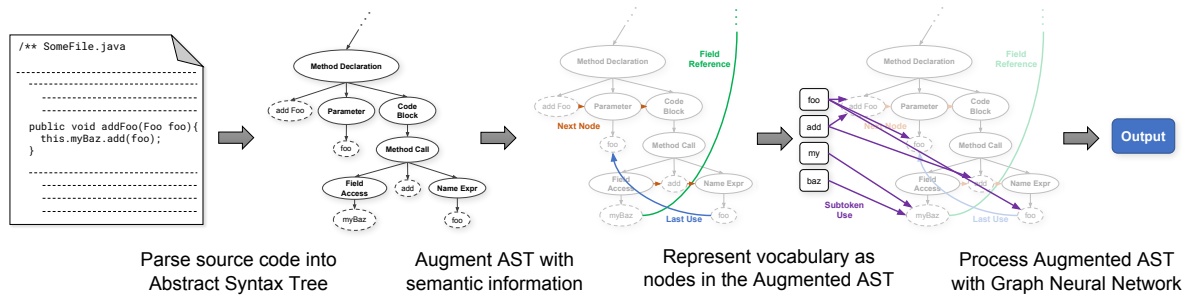 /** SomeFile.java
public void addFoo(Foo foo){
this.myBaz.add(foo);
}
Method Declaration
add Foo
Parameter
Code
Block
foo
Method Call
Field
Access
add
Name Expr
myBaz
foo
Field
Reference
Method Declaration
add Foo
Parameter
Code
Block
Next Node
foo
Method Call
Field
Access
add
Name Expr
myBaz
Last Use
foo
foo
add
my
baz
Subtoken
Use
Field
Reference
Method Declaration
add Foo
Parameter
Code
Block
Next Node
foo
Method Call
Field
Access
add
Name Expr
myBaz
Last Use
foo
Output
Parse source code into
Abstract Syntax Tree
Augment AST with
semantic information
Represent vocabulary as
nodes in the Augmented AST
Process Augmented AST
with Graph Neural Network